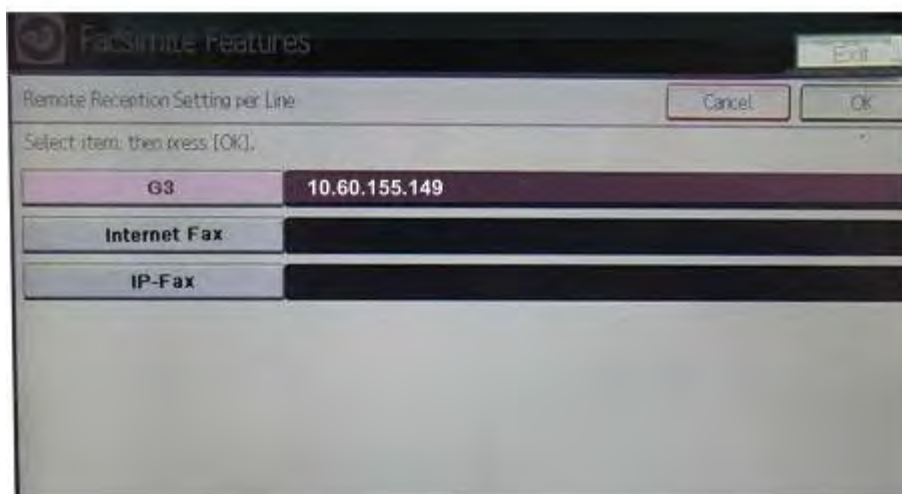 Facsimile Features
Exit
Remote Reception Setting per Line
Cancel
OK
Select item, then press [OK].
G3
10.60.155.149
Internet Fax
IP-Fax